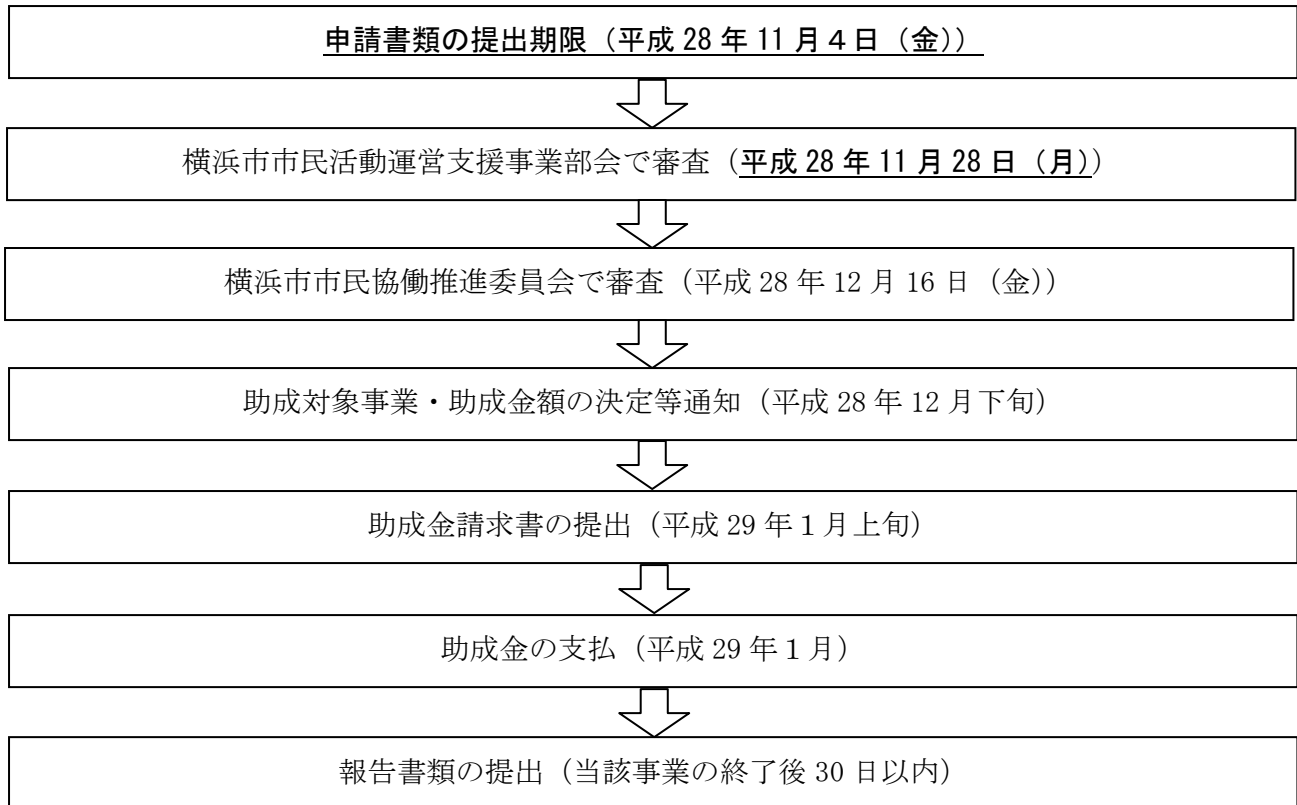 申請書類の提出期限（平成 28 年 11 月４日（金））
横浜市市民活動運営支援事業部会で審査（平成 28 年 11 月 28 日（月））
横浜市市民協働推進委員会で審査（平成 28 年 12 月 16 日（金））
助成対象事業・助成金額の決定等通知（平成 28 年 12 月下旬）
助成金請求書の提出（平成 29 年１月上旬）
助成金の支払（平成 29 年１月）
報告書類の提出（当該事業の終了後 30 日以内）